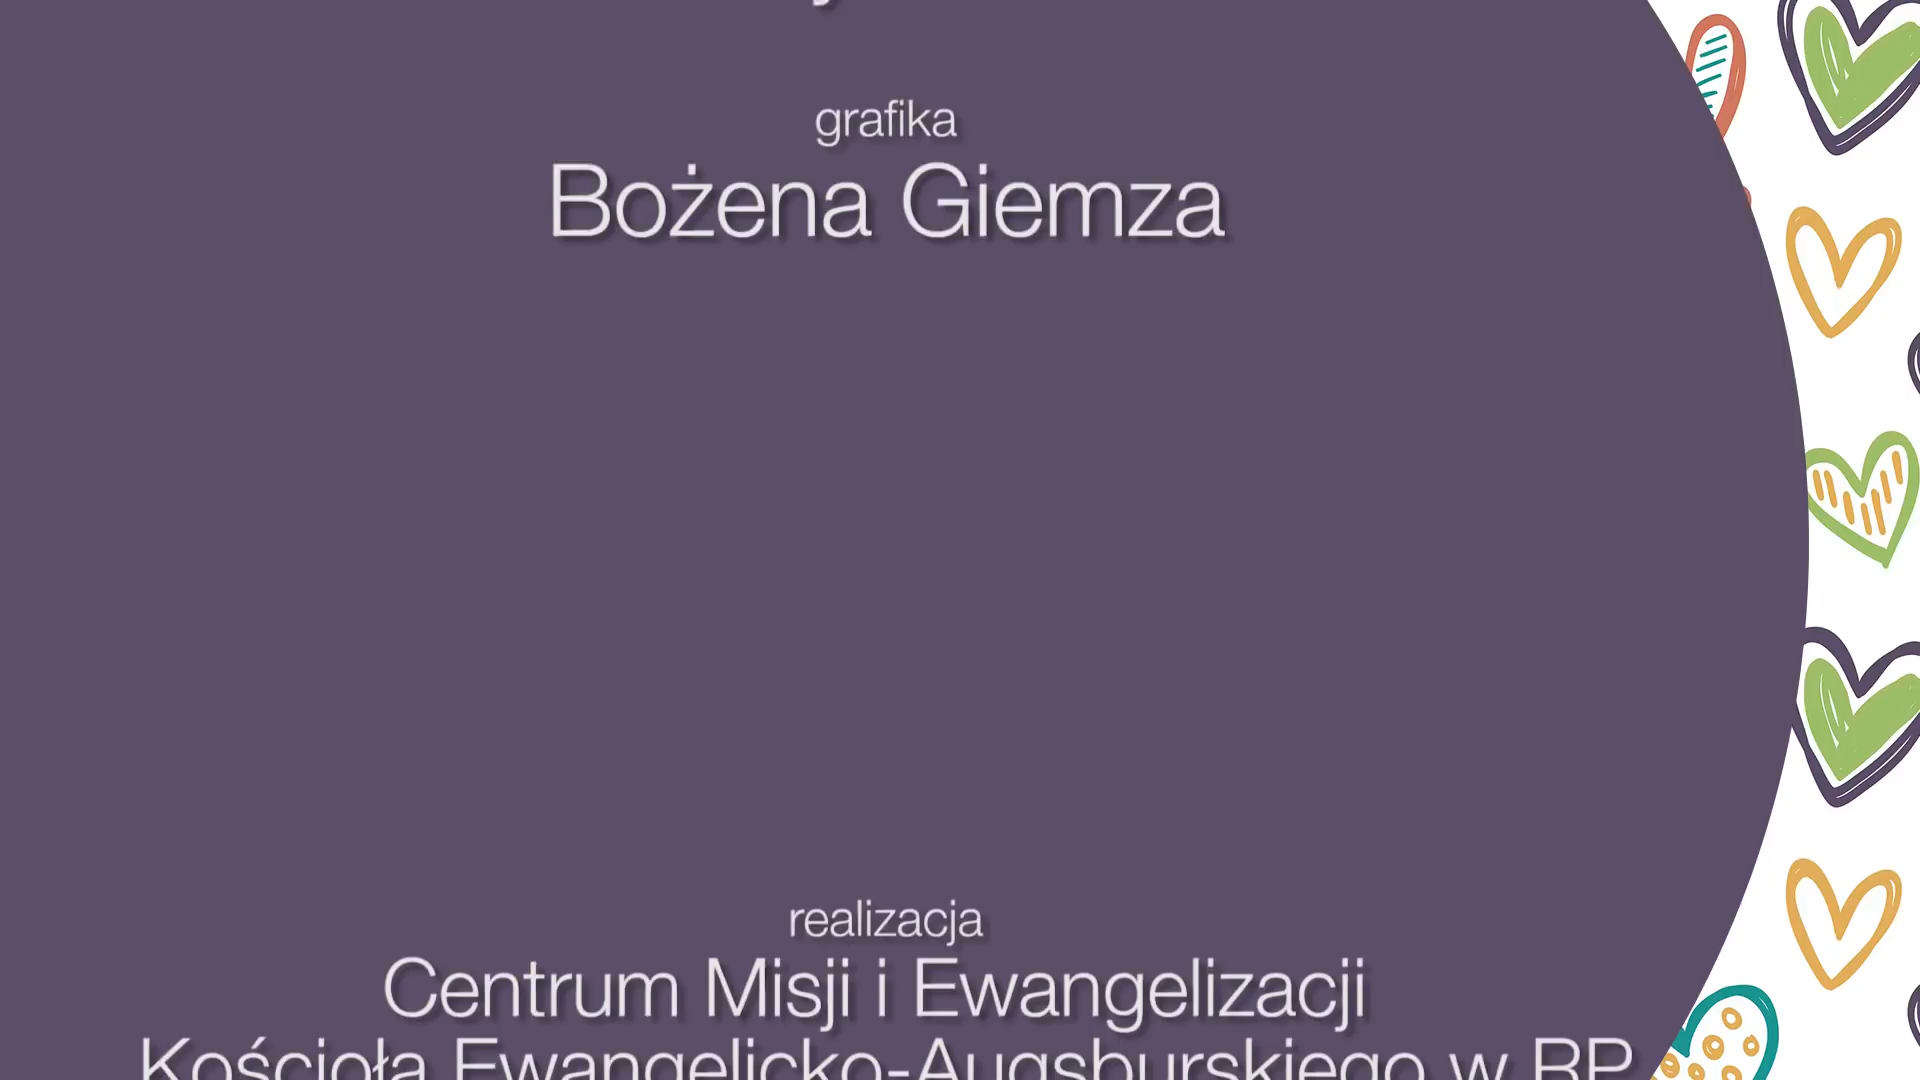 grafika
Bożena Giemza
realizacja
Centrum Misji i Ewangelizacji
Kościoła Ewangelicko-Augsburskiego w RP